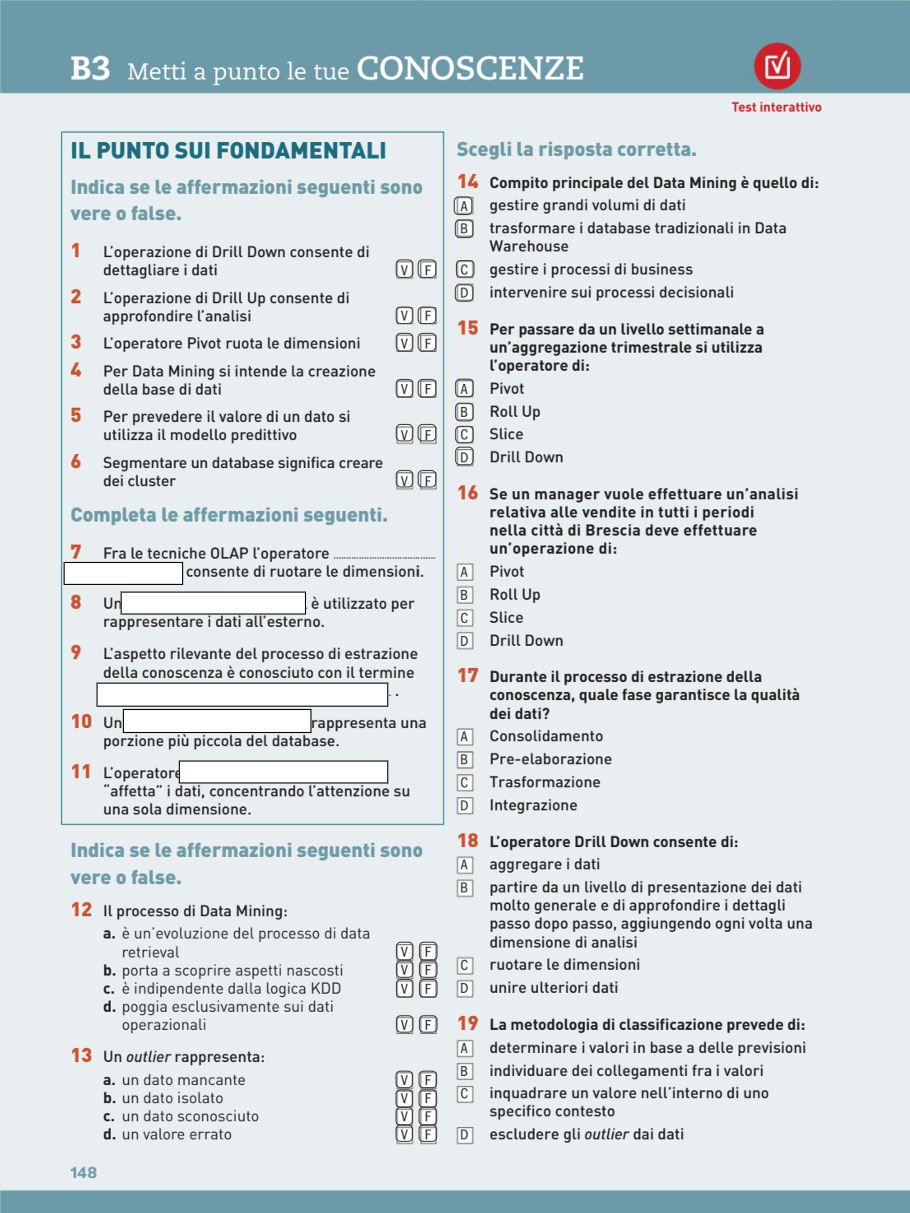 B3 Metti a punto le tue CONOSCENZE
Test interattivo
IL PUNTO SUI FONDAMENTALI
Indica se le affermazioni seguenti sono
vere o false.
1 L'operazione di Drill Down consente di
dettagliare i dati V F
2 L'operazione di Drill Up consente di
approfondire l'analisi V F
3 L'operatore Pivot ruota le dimensioni V F
4 Per Data Mining si intende la creazione
della base di dati V F
5 Per prevedere il valore di un dato si
utilizza il modello predittivo V F
6 Segmentare un database significa creare
dei cluster V F
Completa le affermazioni seguenti.
7 Fra le tecniche OLAP l'operatore ....................................
consente di ruotare le dimensioni.
8 Un è utilizzato per
rappresentare i dati all'esterno.
9 L'aspetto rilevante del processo di estrazione
della conoscenza è conosciuto con il termine
.
10 Un rappresenta una
porzione più piccola del database.
11 L'operatore
"affetta" i dati, concentrando l'attenzione su
una sola dimensione.
Indica se le affermazioni seguenti sono
vere o false.
12 Il processo di Data Mining:
a. è un'evoluzione del processo di data
retrieval V F
b. porta a scoprire aspetti nascosti V F
c. è indipendente dalla logica KDD V F
d. poggia esclusivamente sui dati
operazionali V F
13 Un outlier rappresenta:
a. un dato mancante V F
b. un dato isolato V F
c. un dato sconosciuto V F
d. un valore errato V F
Scegli la risposta corretta.
14 Compito principale del Data Mining è quello di:
A gestire grandi volumi di dati
B trasformare i database tradizionali in Data
Warehouse
C gestire i processi di business
D intervenire sui processi decisionali
15 Per passare da un livello settimanale a
un'aggregazione trimestrale si utilizza
l'operatore di:
A Pivot
B Roll Up
C Slice
D Drill Down
16 Se un manager vuole effettuare un'analisi
relativa alle vendite in tutti i periodi
nella città di Brescia deve effettuare
un'operazione di:
A Pivot
B Roll Up
C Slice
D Drill Down
17 Durante il processo di estrazione della
conoscenza, quale fase garantisce la qualità
dei dati?
A Consolidamento
B Pre-elaborazione
C Trasformazione
D Integrazione
18 L'operatore Drill Down consente di:
A aggregare i dati
B partire da un livello di presentazione dei dati
molto generale e di approfondire i dettagli
passo dopo passo, aggiungendo ogni volta una
dimensione di analisi
C ruotare le dimensioni
D unire ulteriori dati
19 La metodologia di classificazione prevede di:
A determinare i valori in base a delle previsioni
B individuare dei collegamenti fra i valori
C inquadrare un valore nell'interno di uno
specifico contesto
D escludere gli outlier dai dati
148